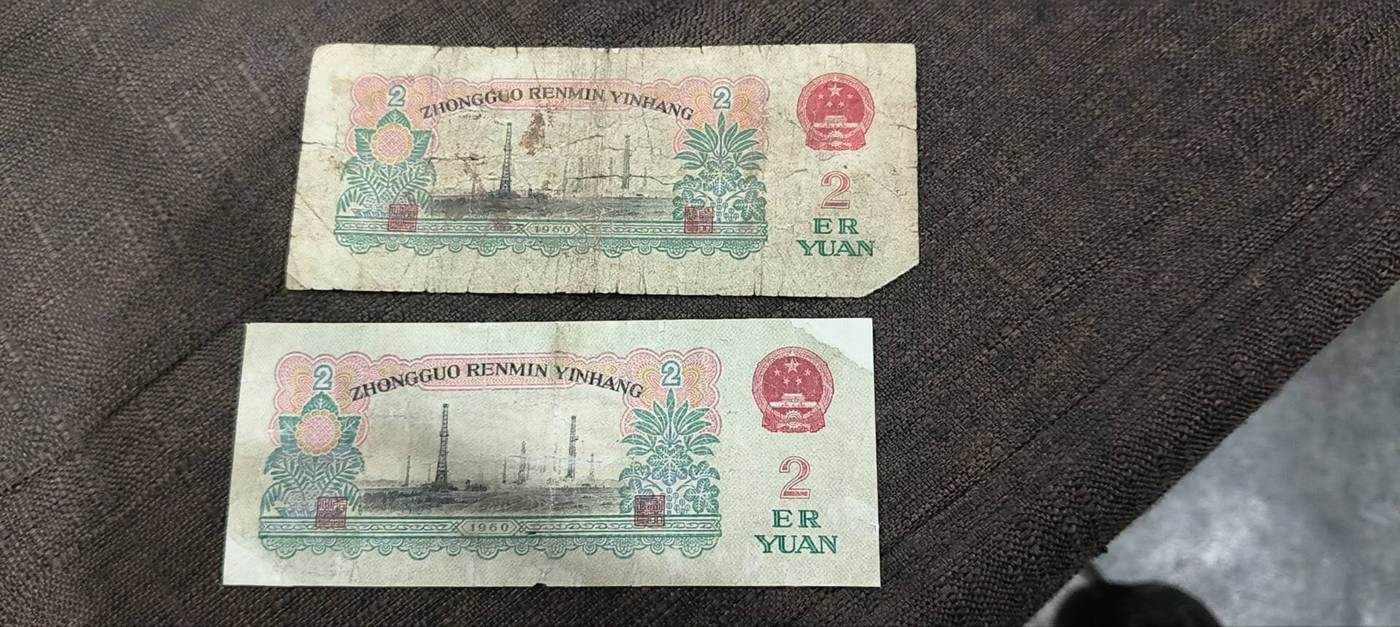 2 ZHONGGUO RENMIN YINHANG 2
2
ER
YUAN
1960
2 ZHONGGUO RENMIN YINHANG 2
2
ER
YUAN
1960